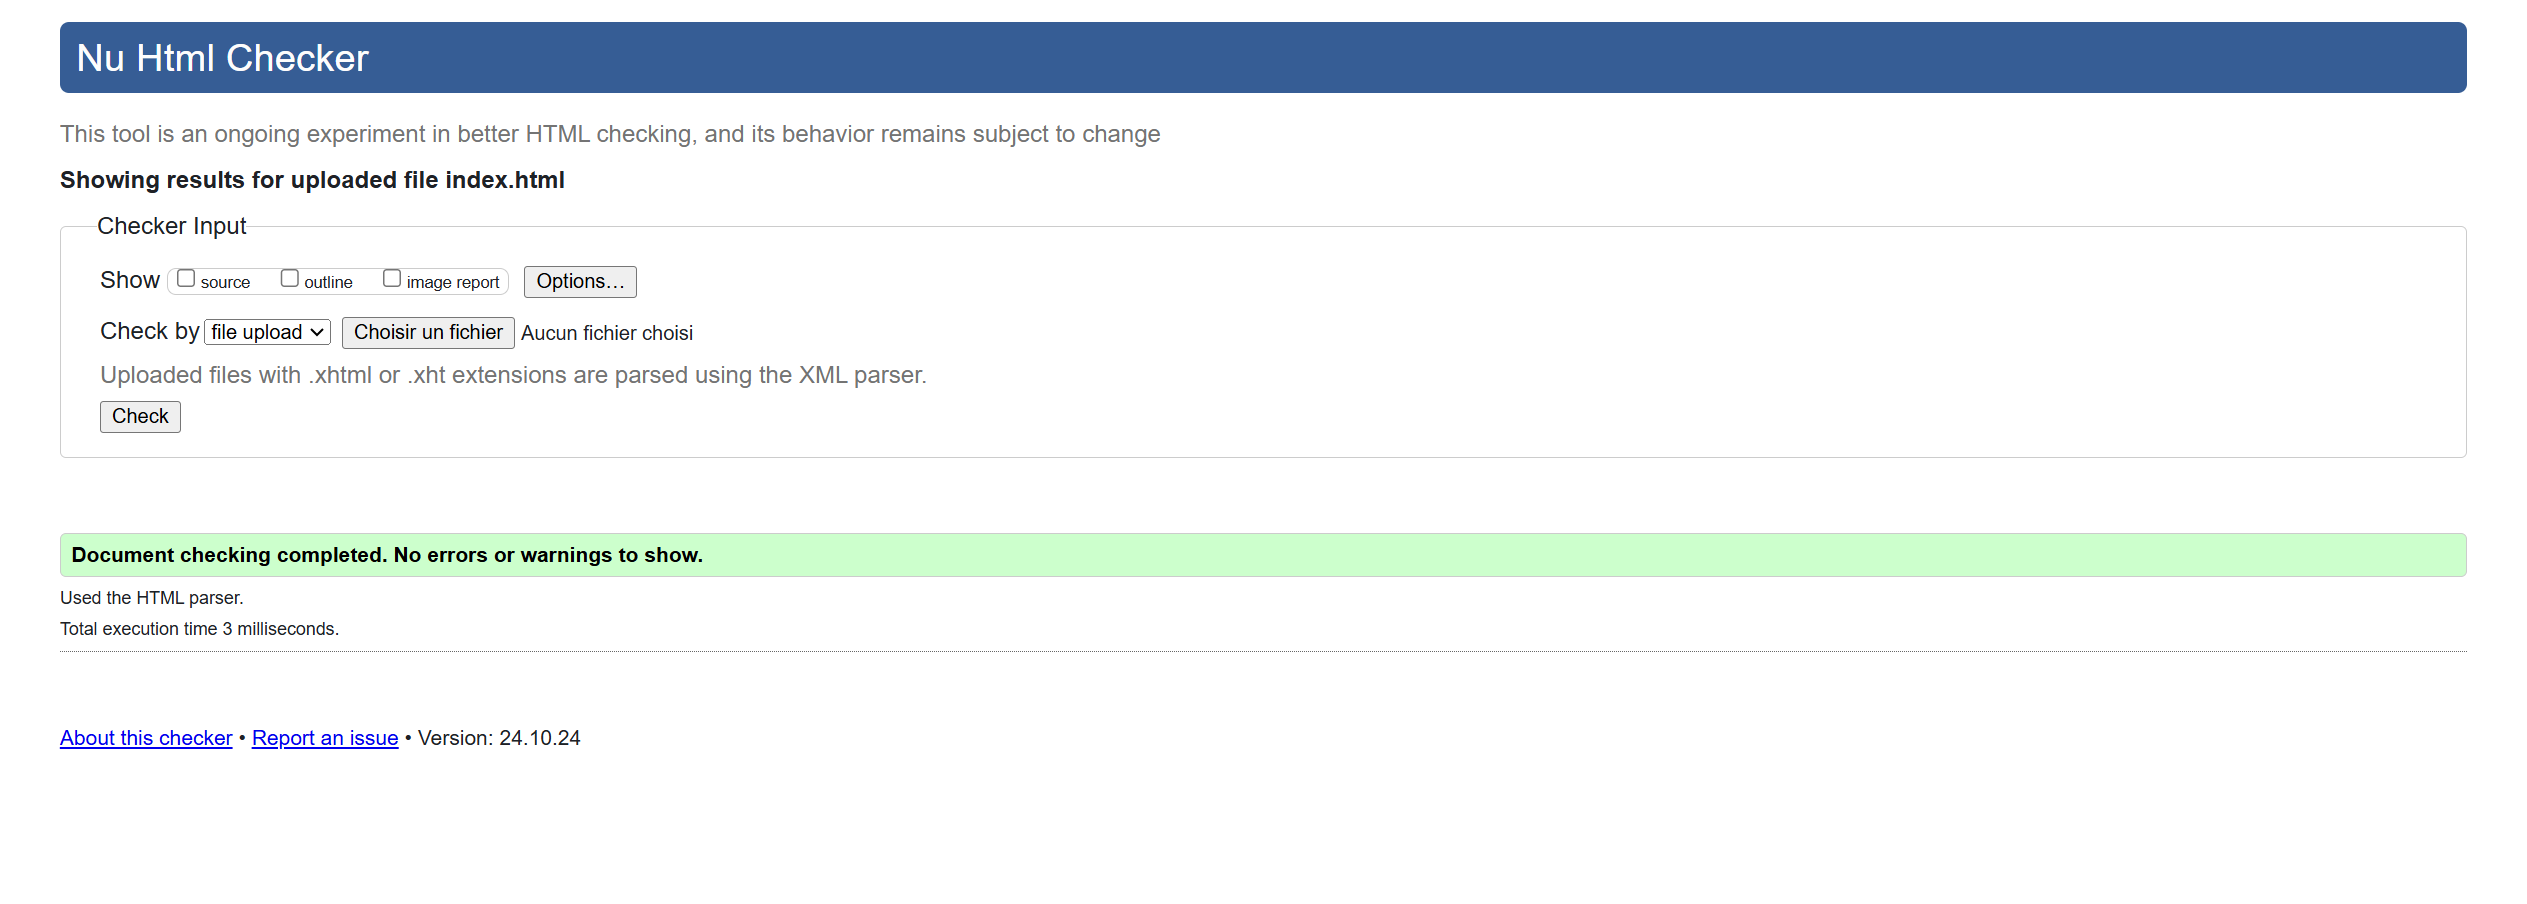 Nu Html Checker
This tool is an ongoing experiment in better HTML checking, and its behavior remains subject to change
Showing results for uploaded file index.html
Checker Input
Show source outline image report Options…
Check by file upload Choisir un fichier Aucun fichier choisi
Uploaded files with .xhtml or .xht extensions are parsed using the XML parser.
Check
Document checking completed. No errors or warnings to show.
Used the HTML parser.
Total execution time 3 milliseconds.
About this checker • Report an issue • Version: 24.10.24